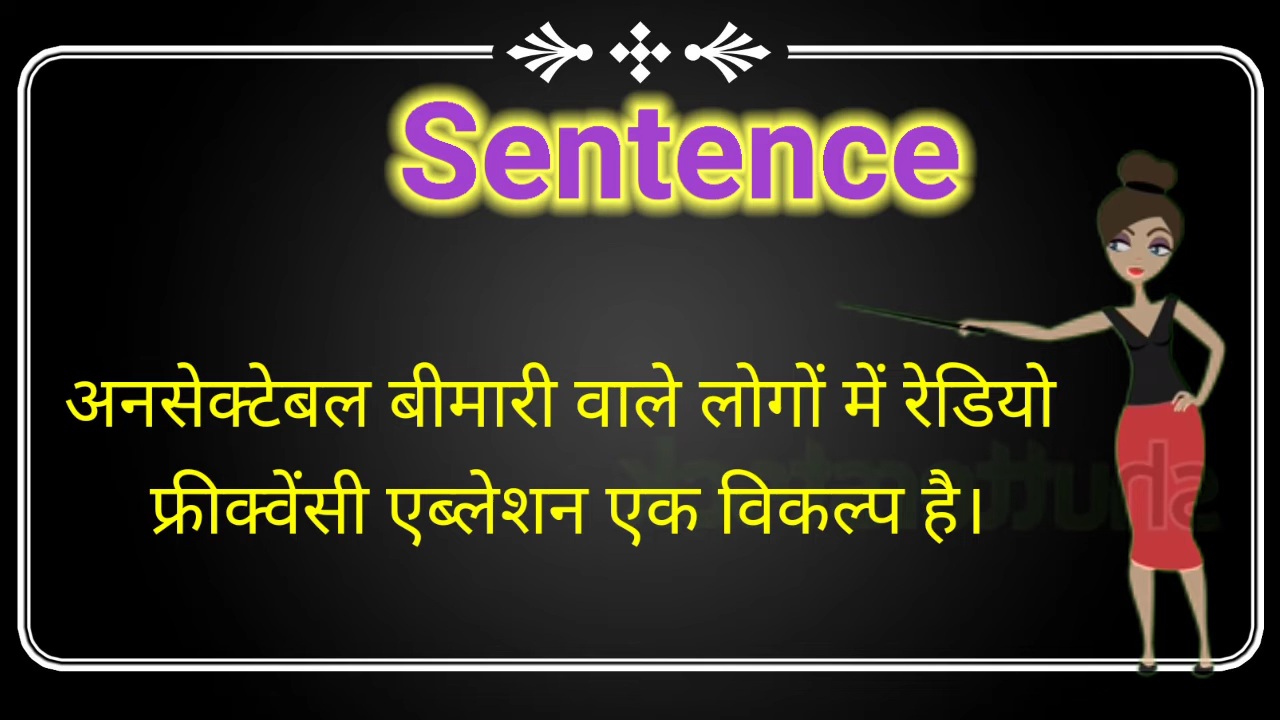 Sentence
अनसेक्टेबल बीमारी वाले लोगों में रेडियो
फ्रीक्वेंसी एब्लेशन एक विकल्प है।